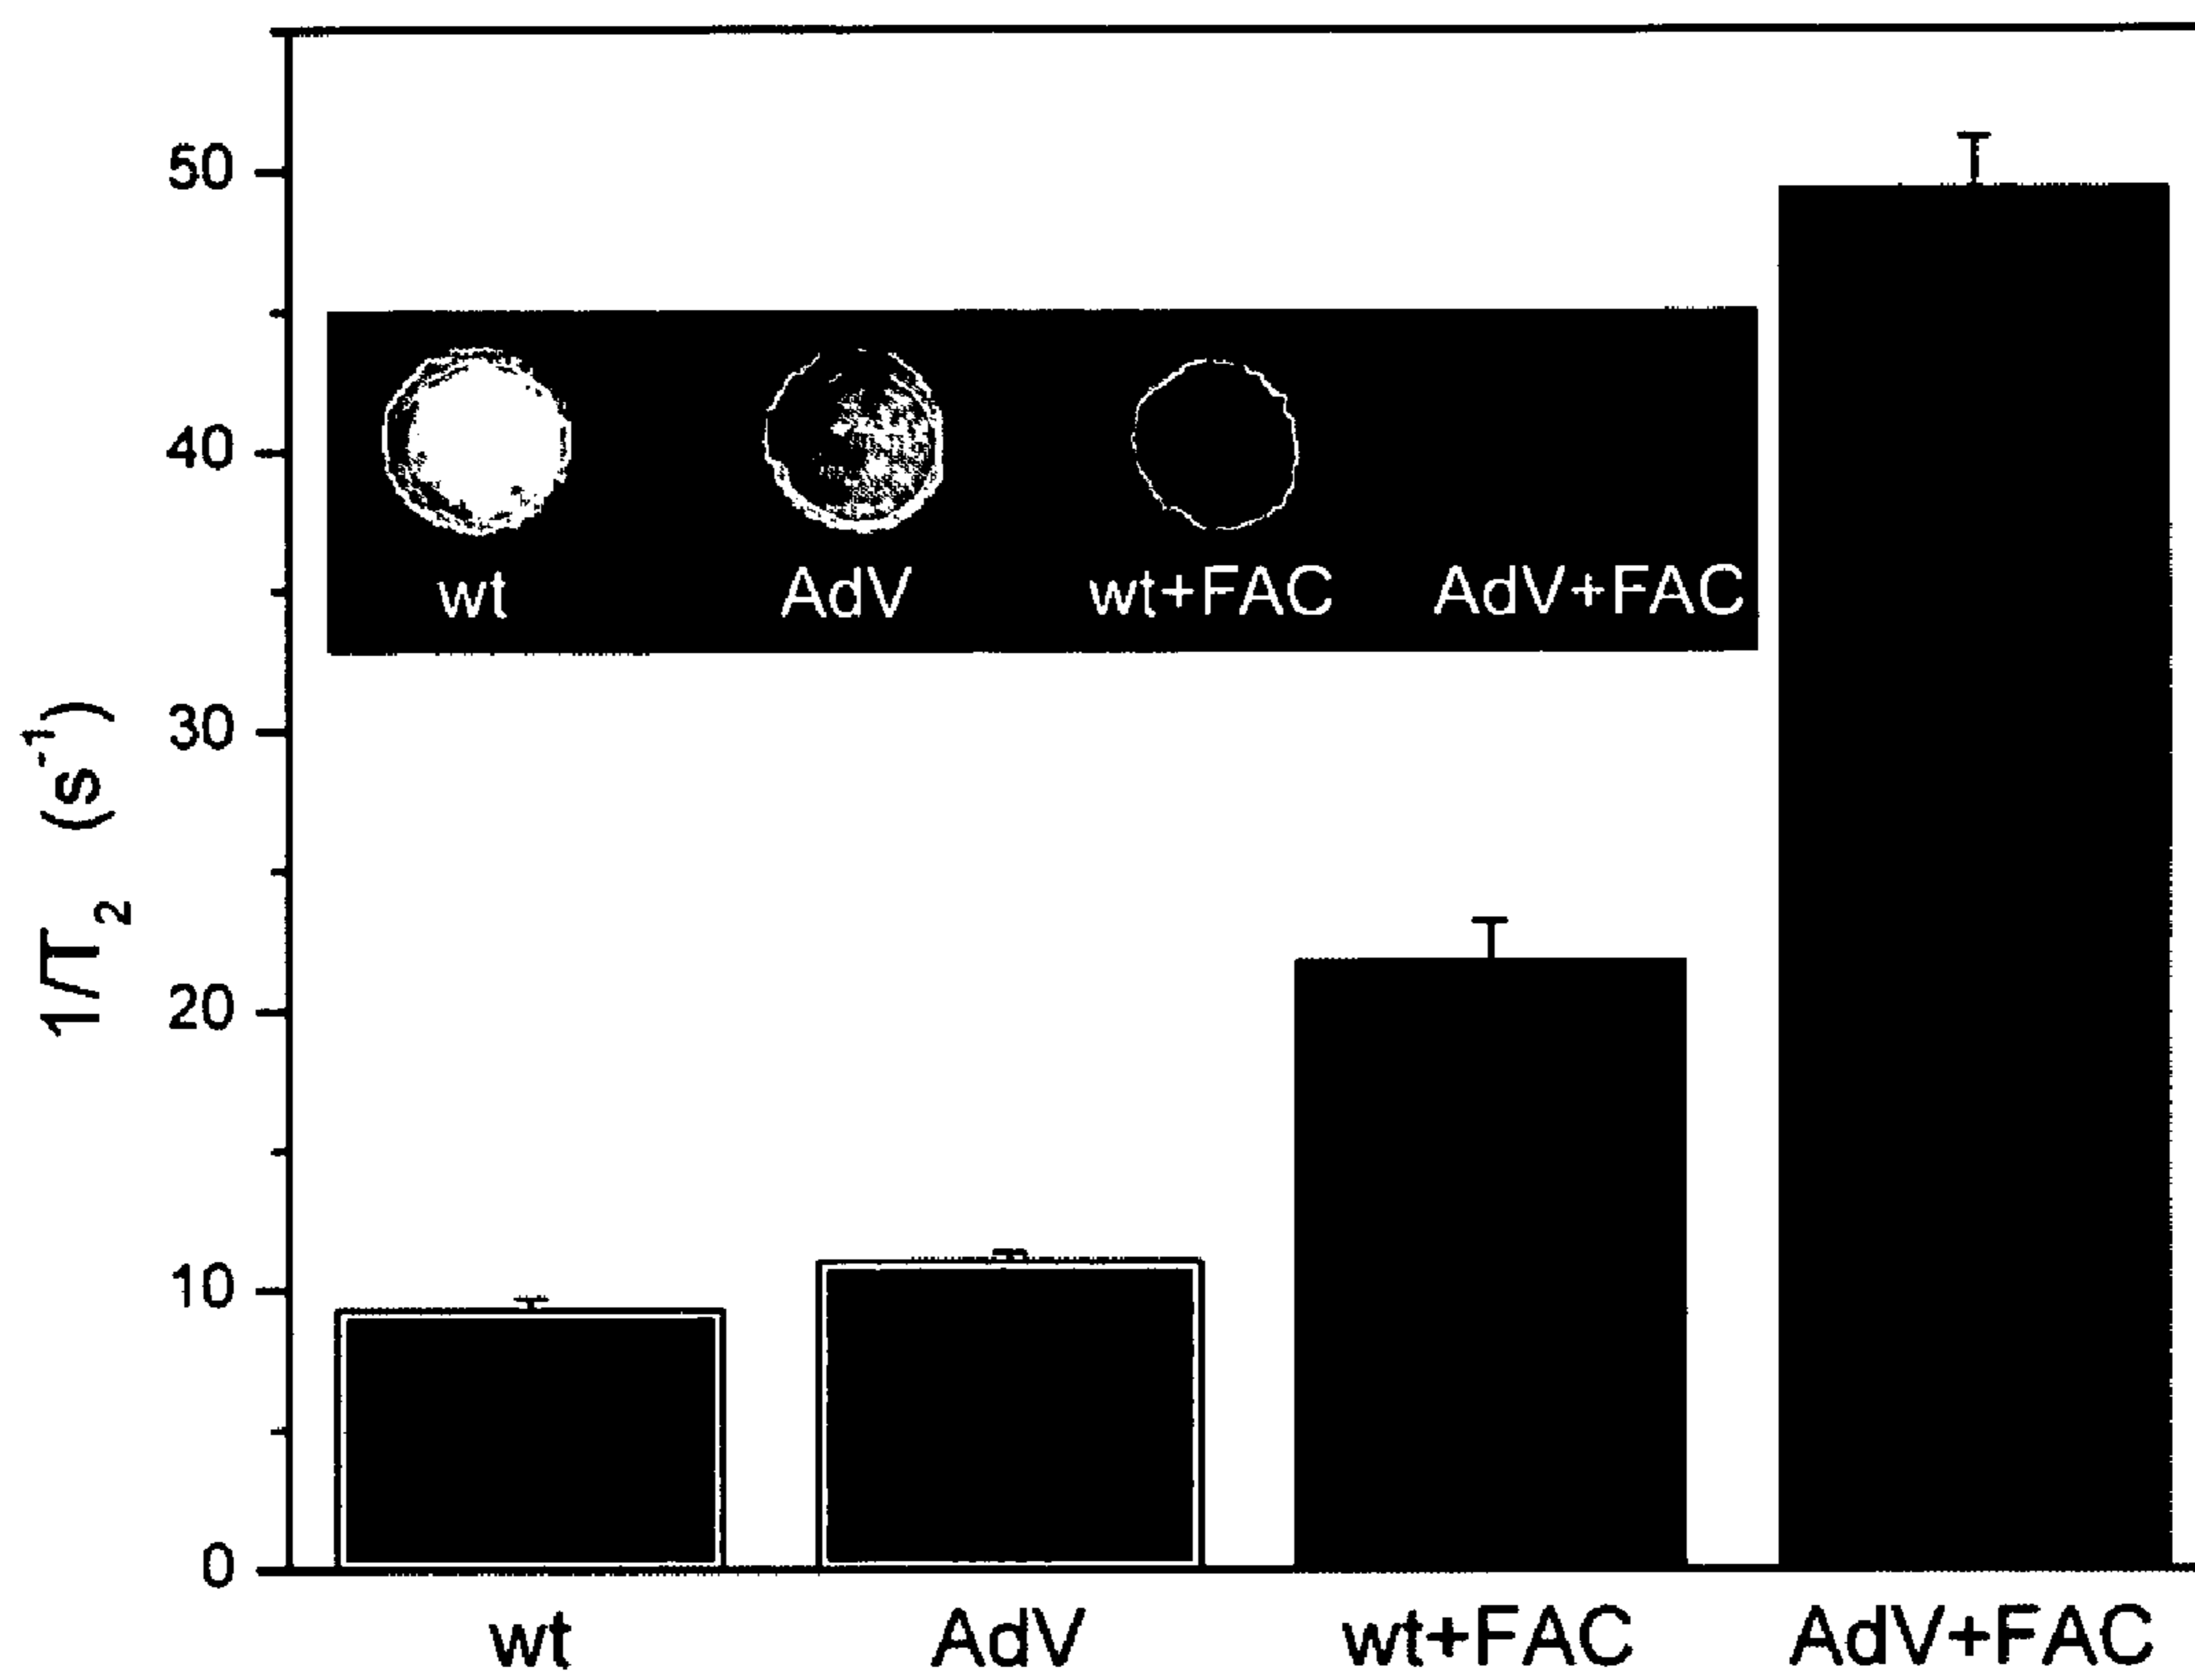 50
40
30
20
10
0
1/T₂ (s⁻¹)
wt AdV wt+FAC AdV+FAC
wt AdV wt+FAC AdV+FAC